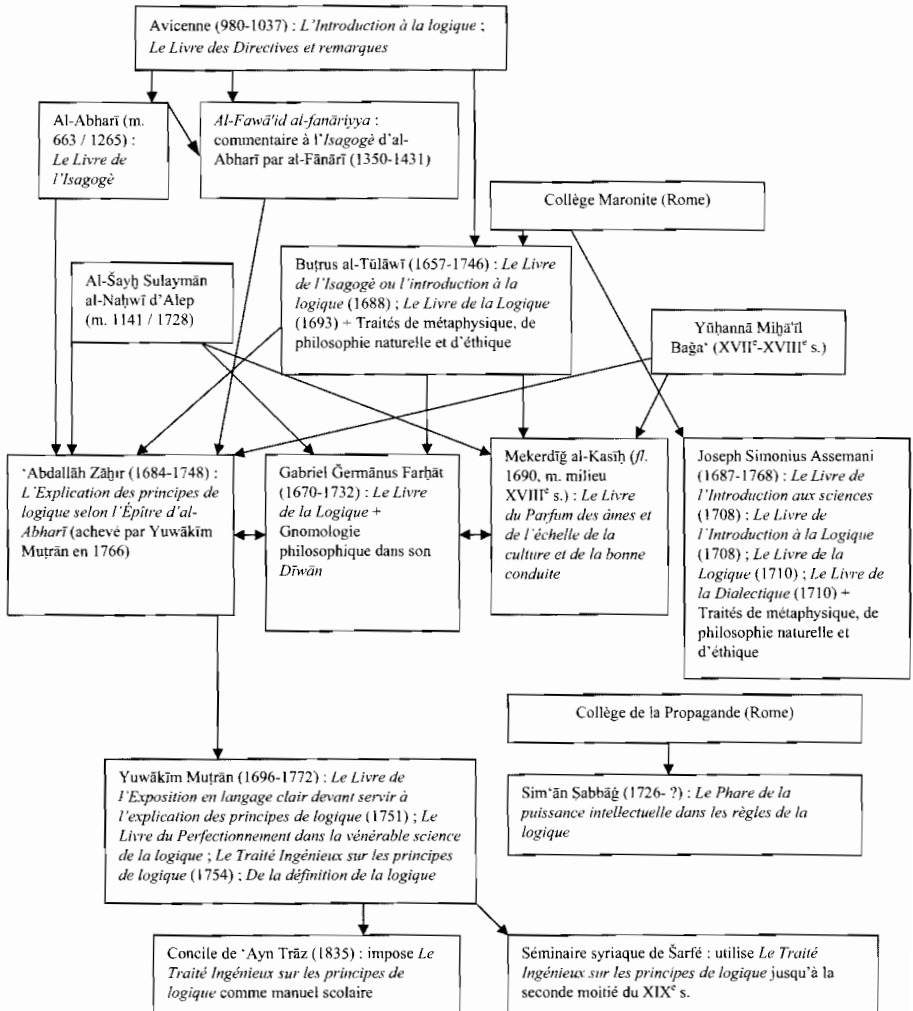 Avicenne (980-1037) : L'Introduction à la logique ;
Le Livre des Directives et remarques
Al-Abharī (m.
663 / 1265) :
Le Livre de
l'Isagogè
Al-Fawā'id al-fanāriyya :
commentaire à l'Isagogè d'al-
Abharī par al-Fānārī (1350-1431)
Collège Maronite (Rome)
Al-Šayḫ Sulaymān
al-Naḥwī d'Alep
(m. 1141 / 1728)
Buṭrus al-Tūlāwī (1657-1746) : Le Livre
de l'Isagogè ou l'introduction à la
logique (1688) ; Le Livre de la Logique
(1693) + Traités de métaphysique, de
philosophie naturelle et d'éthique
Yūḥannā Miḫā'īl
Baǧa‘ (XVIIe-XVIIIe s.)
‘Abdallāh Zāḫir (1684-1748) :
L'Explication des principes de
logique selon l'Épître d'al-
Abharī (achevé par Yuwākīm
Muṭrān en 1766)
Gabriel Ǧermānus Farḥāt
(1670-1732) : Le Livre
de la Logique +
Gnomologie
philosophique dans son
Dīwān
Mekerdīǧ al-Kasīḥ (fl.
1690, m. milieu
XVIIIe s.) : Le Livre
du Parfum des âmes et
de l'échelle de la
culture et de la bonne
conduite
Joseph Simonius Assemani
(1687-1768) : Le Livre de
l'Introduction aux sciences
(1708) ; Le Livre de
l'Introduction à la Logique
(1708) ; Le Livre de la
Logique (1710) ; Le Livre de
la Dialectique (1710) +
Traités de métaphysique, de
philosophie naturelle et
d'éthique
Collège de la Propagande (Rome)
Yuwākīm Muṭrān (1696-1772) : Le Livre de
l'Exposition en langage clair devant servir à
l'explication des principes de logique (1751) ; Le
Livre du Perfectionnement dans la vénérable science
de la logique ; Le Traité Ingénieux sur les principes
de logique (1754) ; De la définition de la logique
Sim‘ān Ṣabbāġ (1726- ?) : Le Phare de la
puissance intellectuelle dans les règles de la
logique
Concile de ‘Ayn Trāz (1835) : impose Le
Traité Ingénieux sur les principes de
logique comme manuel scolaire
Séminaire syriaque de Šarfé : utilise Le Traité
Ingénieux sur les principes de logique jusqu'à la
seconde moitié du XIXe s.